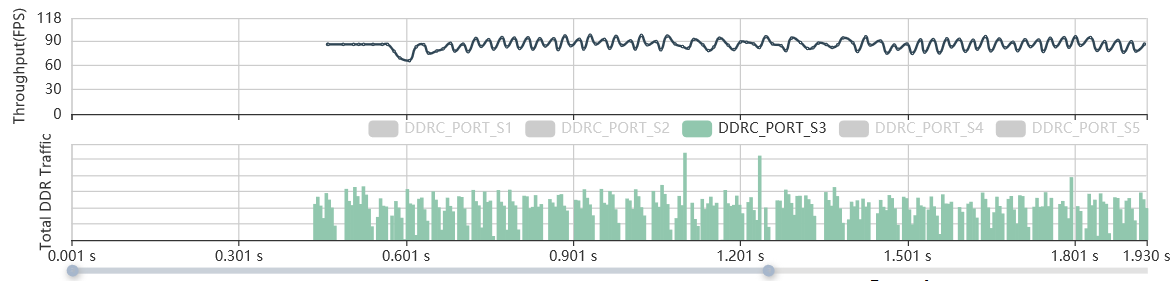 Throughput(FPS)
118
90
60
30
0
DDRC_PORT_S1 DDRC_PORT_S2 DDRC_PORT_S3 DDRC_PORT_S4 DDRC_PORT_S5
Total DDR Traffic
0.001 s 0.301 s 0.601 s 0.901 s 1.201 s 1.501 s 1.801 s 1.930 s